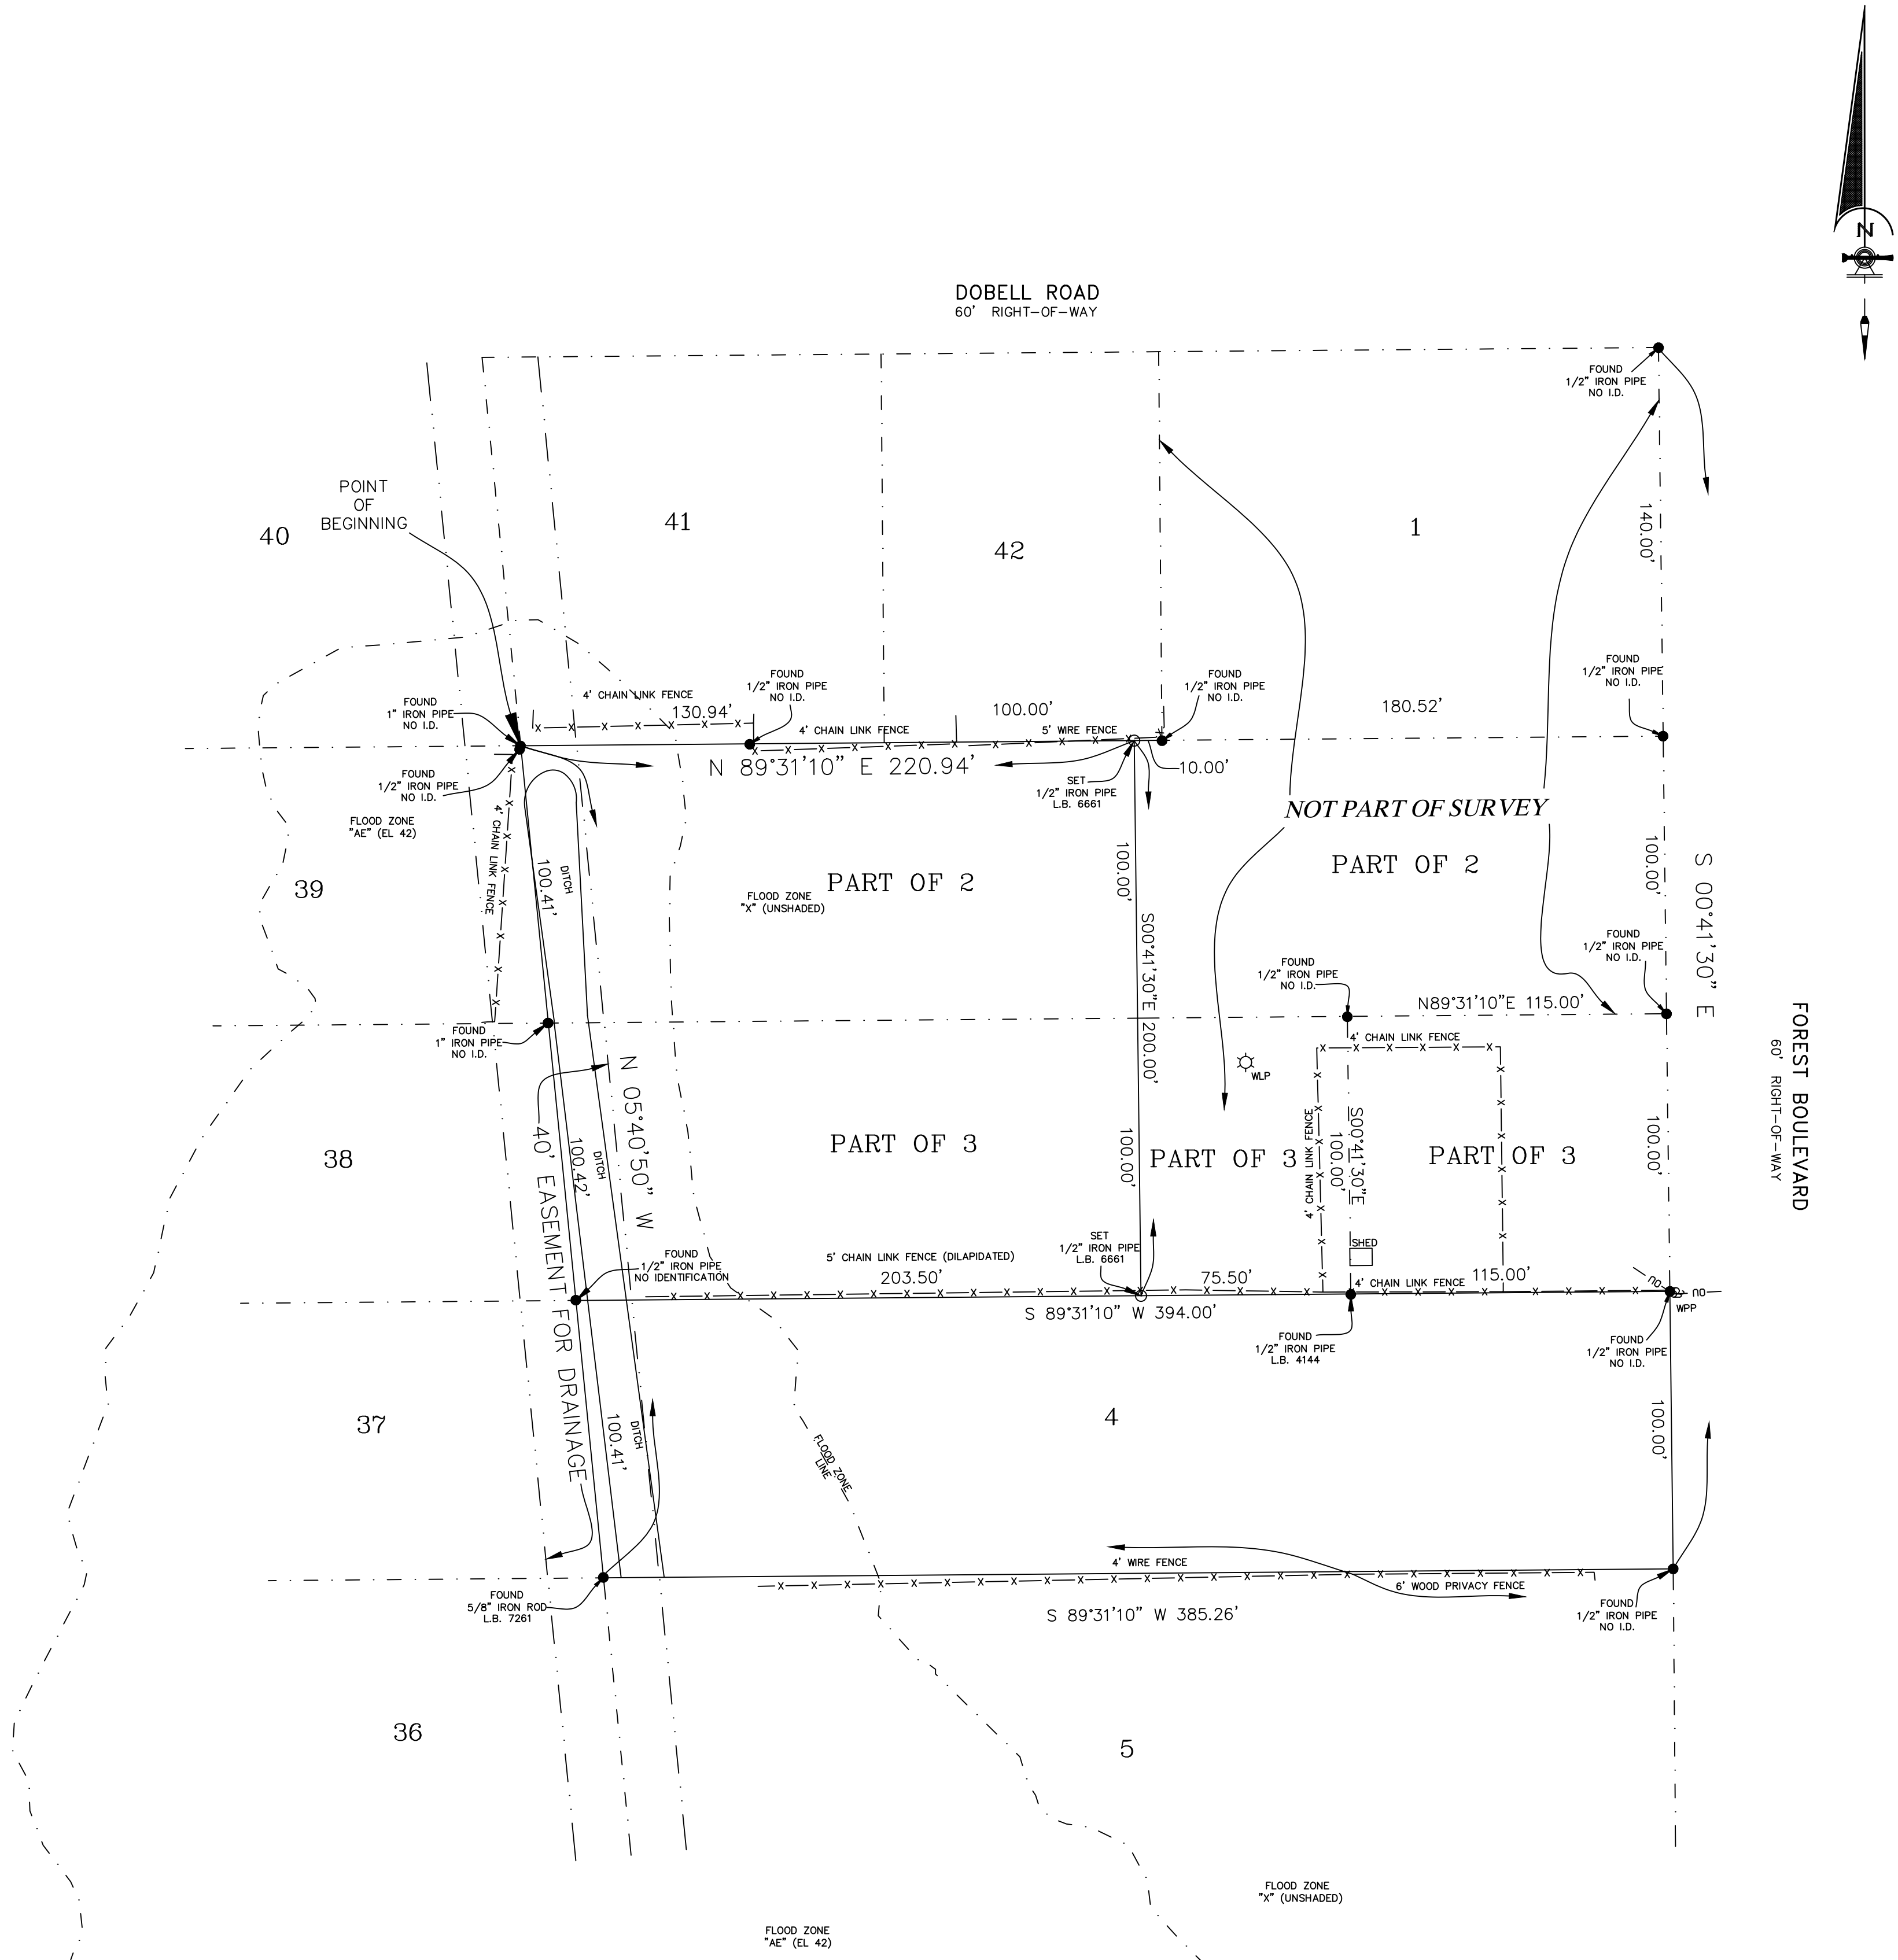 N
DOBELL ROAD
60' RIGHT-OF-WAY
FOUND
1/2" IRON PIPE
NO I.D.
POINT
OF
BEGINNING
40
41
42
1
140.00'
FOUND
1" IRON PIPE
NO I.D.
4' CHAIN LINK FENCE
130.94'
FOUND
1/2" IRON PIPE
NO I.D.
4' CHAIN LINK FENCE
100.00'
5' WIRE FENCE
FOUND
1/2" IRON PIPE
NO I.D.
180.52'
FOUND
1/2" IRON PIPE
NO I.D.
N 89°31'10" E 220.94'
10.00'
SET
1/2" IRON PIPE
L.B. 6661
FOUND
1/2" IRON PIPE
NO I.D.
FLOOD ZONE
"AE" (EL 42)
4' CHAIN LINK FENCE
NOT PART OF SURVEY
39
100.41'
DITCH
PART OF 2
FLOOD ZONE
"X" (UNSHADED)
100.00'
S00°41'30"E 200.00'
PART OF 2
100.00'
S 00°41'30" E
FOUND
1/2" IRON PIPE
NO I.D.
FOUND
1/2" IRON PIPE
NO I.D.
N89°31'10"E 115.00'
FOUND
1" IRON PIPE
NO I.D.
4' CHAIN LINK FENCE
WLP
FOREST BOULEVARD
60' RIGHT-OF-WAY
38
40' EASEMENT FOR DRAINAGE
100.42'
DITCH
N 05°40'50" W
PART OF 3
100.00'
PART OF 3
4' CHAIN LINK FENCE
S00°41'30"E
100.00'
PART OF 3
100.00'
FOUND
1/2" IRON PIPE
NO IDENTIFICATION
5' CHAIN LINK FENCE (DILAPIDATED)
203.50'
SET
1/2" IRON PIPE
L.B. 6661
75.50'
SHED
4' CHAIN LINK FENCE
115.00'
OU
OU
WPP
S 89°31'10" W 394.00'
FOUND
1/2" IRON PIPE
L.B. 4144
FOUND
1/2" IRON PIPE
NO I.D.
37
100.41'
DITCH
FLOOD ZONE
LINE
4
100.00'
4' WIRE FENCE
6' WOOD PRIVACY FENCE
FOUND
5/8" IRON ROD
L.B. 7261
S 89°31'10" W 385.26'
FOUND
1/2" IRON PIPE
NO I.D.
36
5
FLOOD ZONE
"X" (UNSHADED)
FLOOD ZONE
"AE" (EL 42)